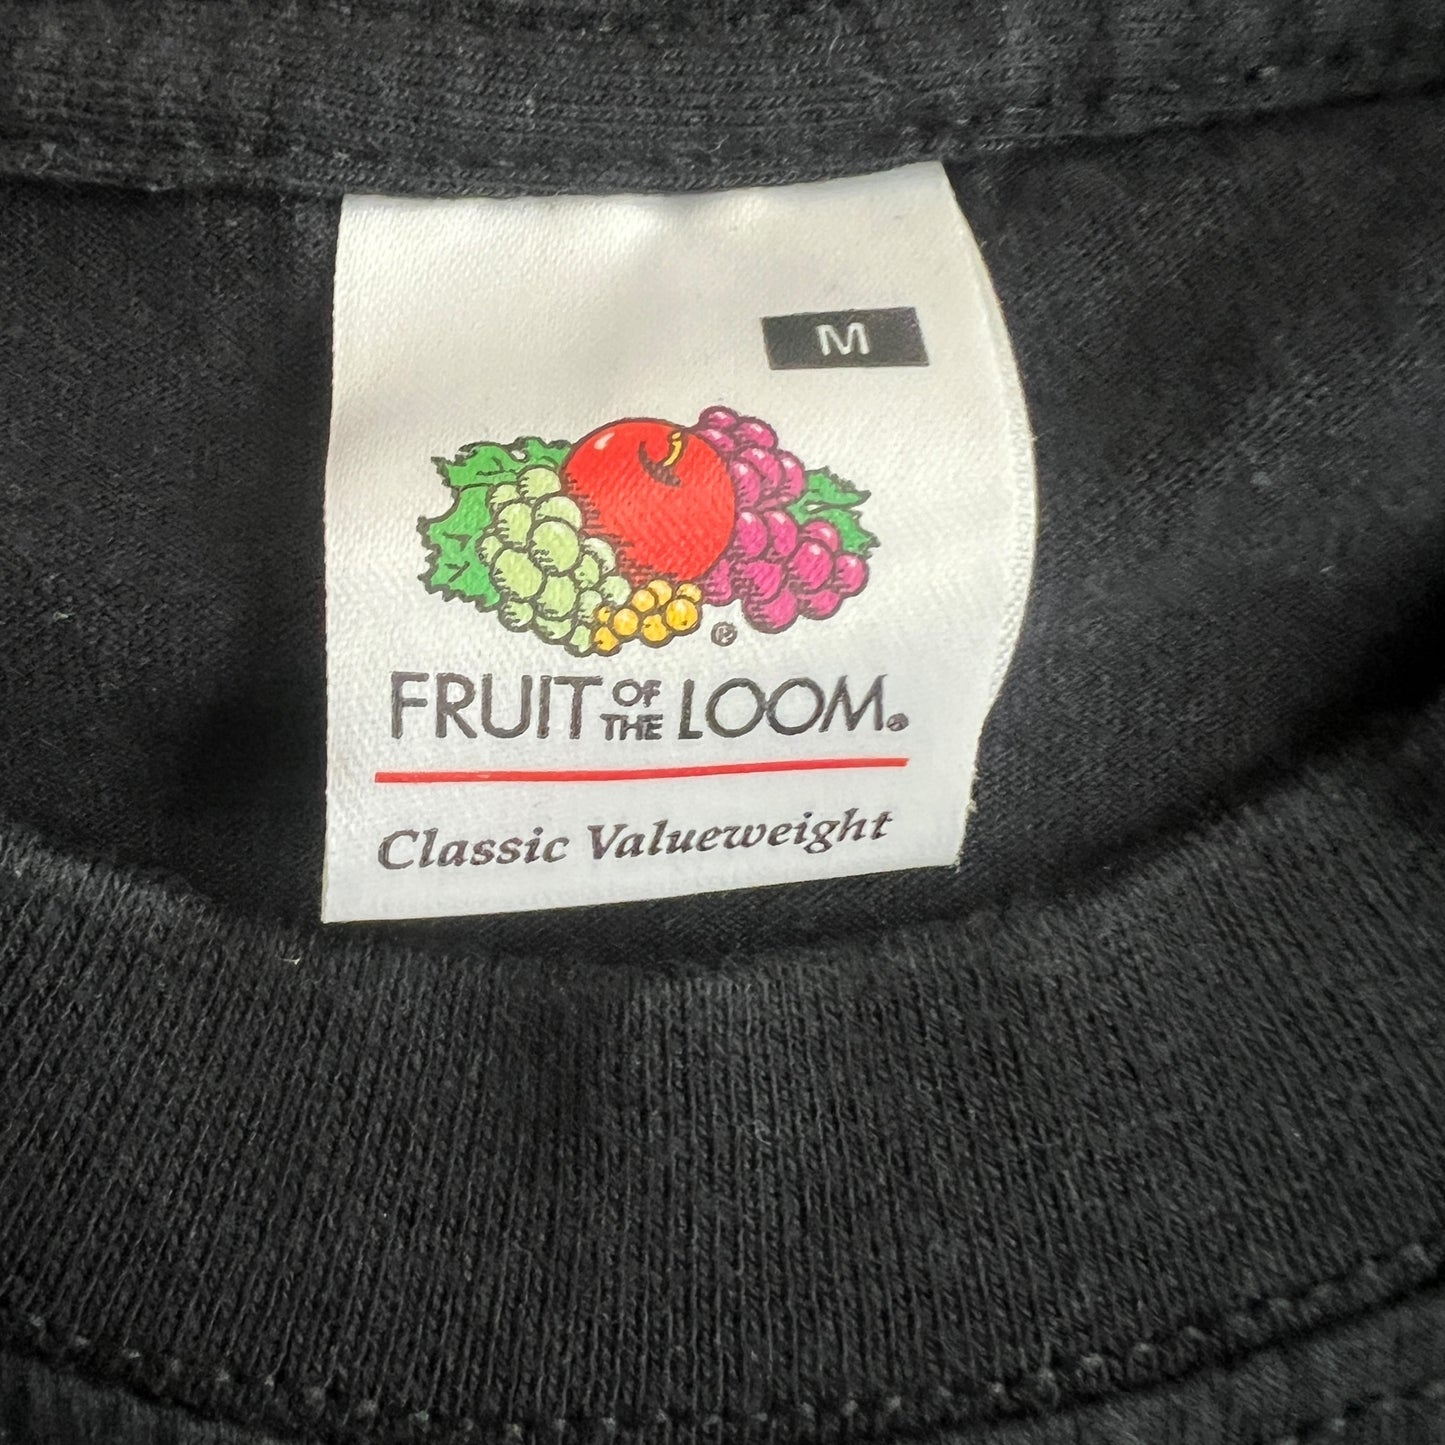 M
®
FRUIT OF THE LOOM®
Classic Valueweight